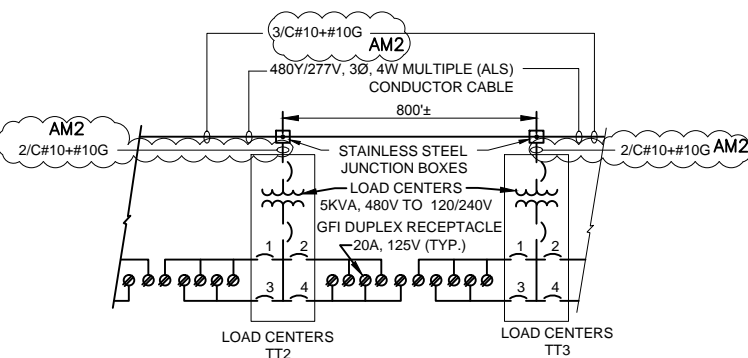 3/C#10+#10G
AM2
480Y/277V, 3Ø, 4W MULTIPLE (ALS)
CONDUCTOR CABLE
800'±
AM2
2/C#10+#10G
2/C#10+#10G AM2
STAINLESS STEEL
JUNCTION BOXES
LOAD CENTERS
5KVA, 480V TO 120/240V
GFI DUPLEX RECEPTACLE
20A, 125V (TYP.)
1 2
1 2
3 4
3 4
LOAD CENTERS
TT2
LOAD CENTERS
TT3